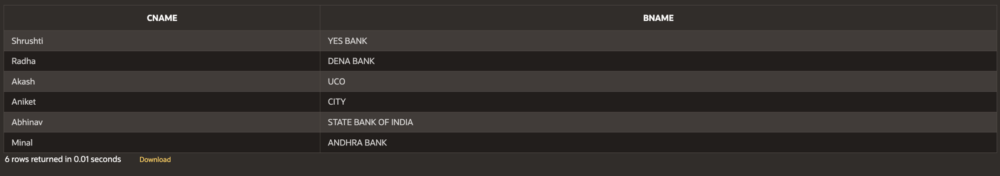 CNAME BNAME
Shrushti YES BANK
Radha DENA BANK
Akash UCO
Aniket CITY
Abhinav STATE BANK OF INDIA
Minal ANDHRA BANK
6 rows returned in 0.01 seconds Download